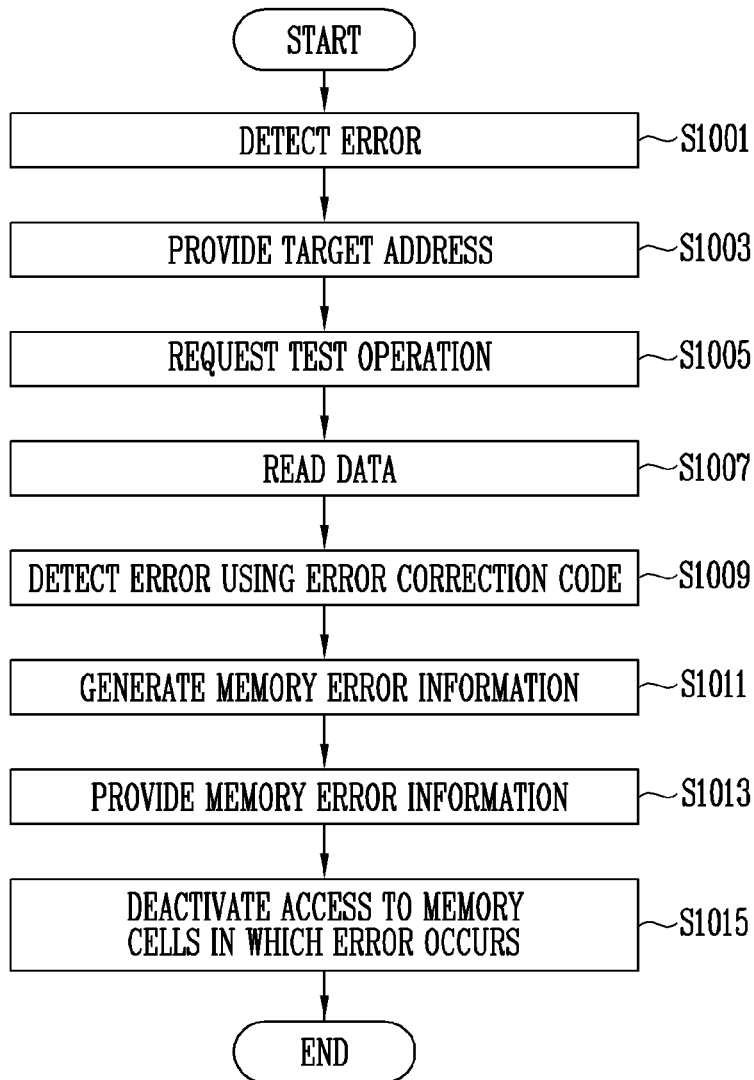 START
DETECT ERROR
S1001
PROVIDE TARGET ADDRESS
S1003
REQUEST TEST OPERATION
S1005
READ DATA
S1007
DETECT ERROR USING ERROR CORRECTION CODE
S1009
GENERATE MEMORY ERROR INFORMATION
S1011
PROVIDE MEMORY ERROR INFORMATION
S1013
DEACTIVATE ACCESS TO MEMORY
CELLS IN WHICH ERROR OCCURS
S1015
END